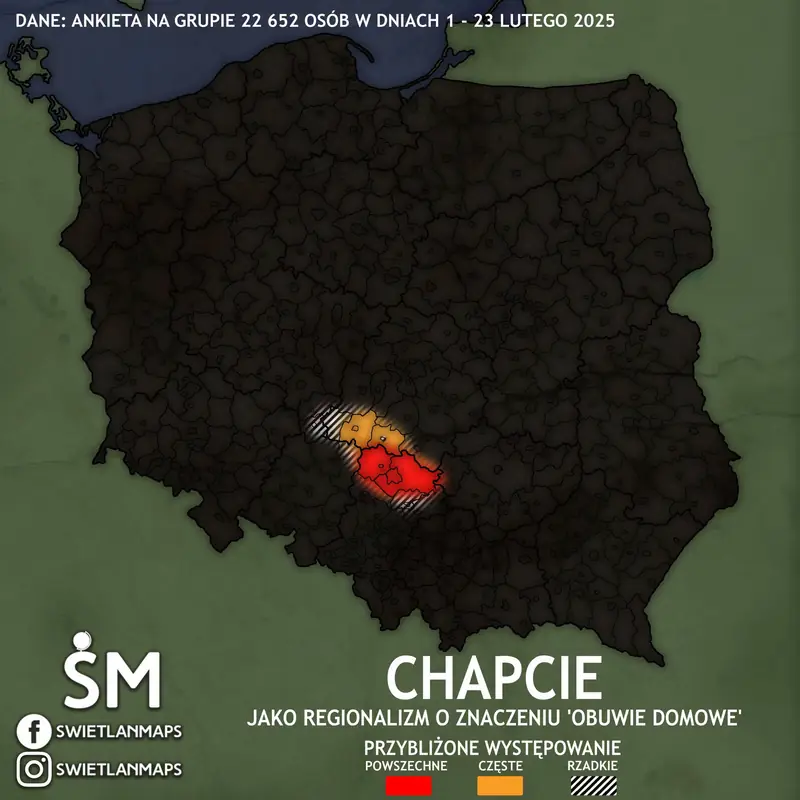 DANE: ANKIETA NA GRUPIE 22 652 OSÓB W DNIACH 1 - 23 LUTEGO 2025
ŚM
SWIETLANMAPS
SWIETLANMAPS
CHAPCIE
JAKO REGIONALIZM O ZNACZENIU 'OBUWIE DOMOWE'
PRZYBLIŻONE WYSTĘPOWANIE
POWSZECHNE CZĘSTE RZADKIE